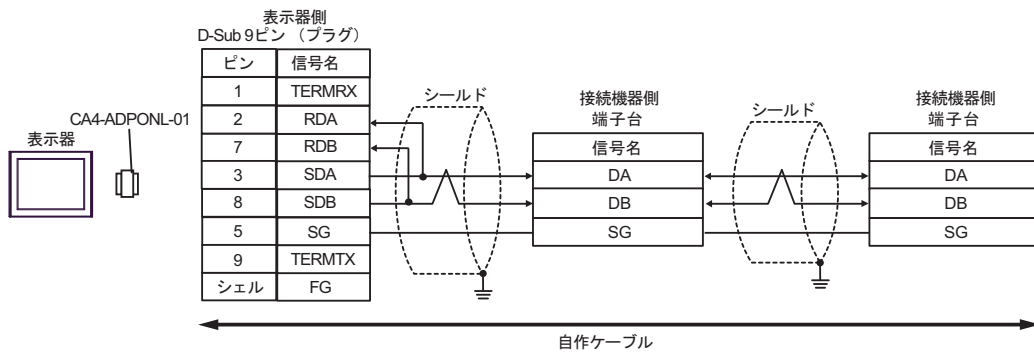 表示器側
D-Sub 9ピン （プラグ）
ピン 信号名
1 TERMRX
2 RDA
7 RDB
3 SDA
8 SDB
5 SG
9 TERMTX
シェル FG
CA4-ADPONL-01
表示器
シールド
接続機器側
端子台
信号名
DA
DB
SG
シールド
接続機器側
端子台
信号名
DA
DB
SG
自作ケーブル